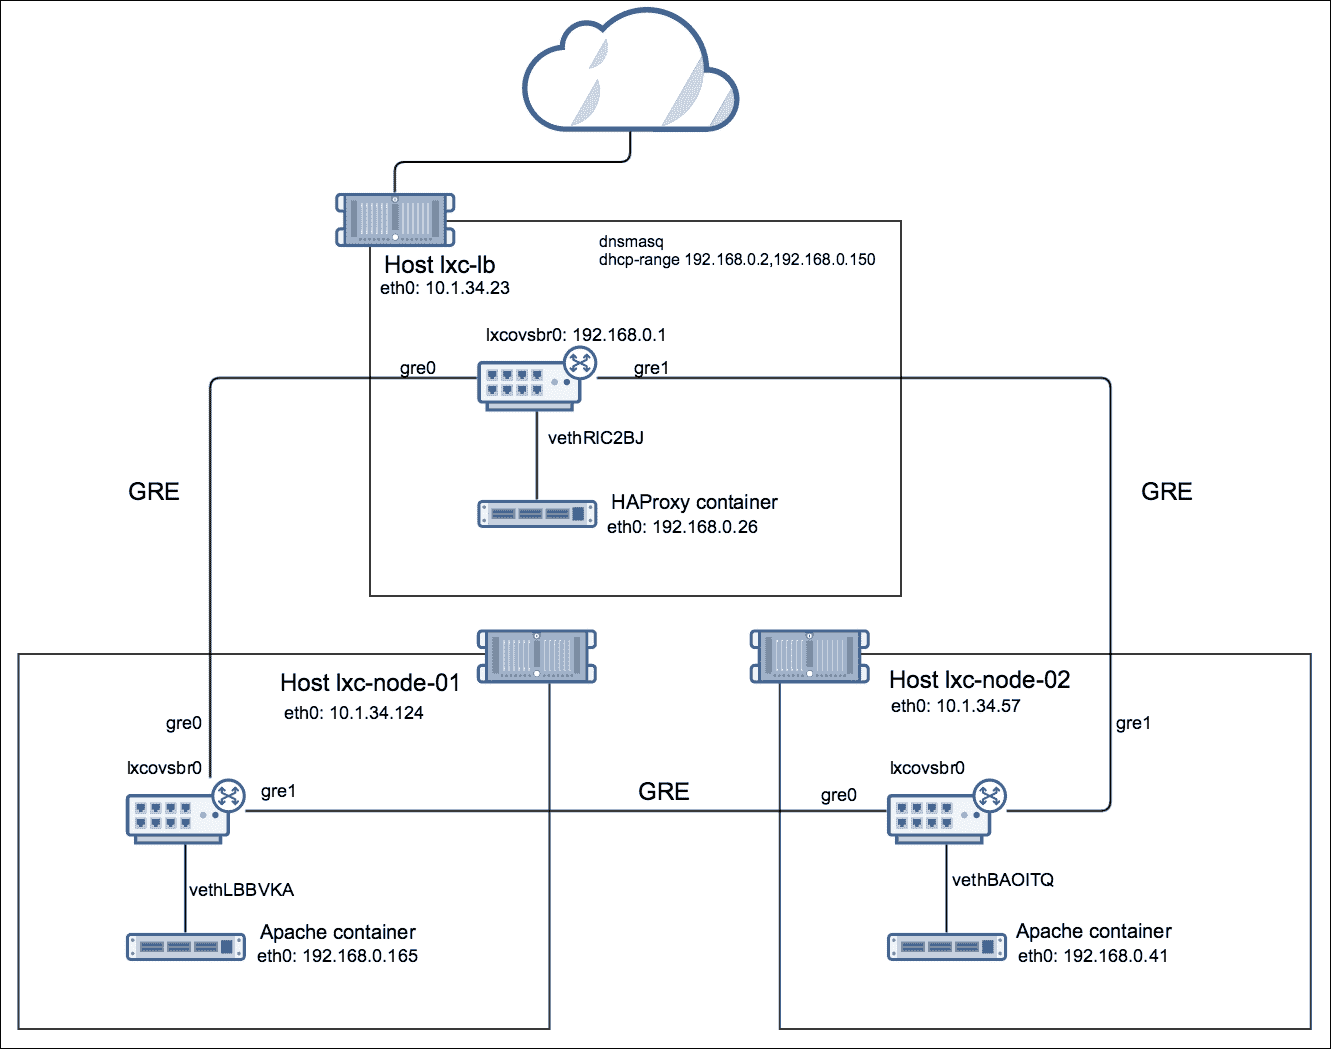 dnsmasq
dhcp-range 192.168.0.2,192.168.0.150
Host lxc-lb
eth0: 10.1.34.23
lxcovsbr0: 192.168.0.1
gre0
gre1
vethRIC2BJ
GRE
GRE
HAProxy container
eth0: 192.168.0.26
Host lxc-node-01
eth0: 10.1.34.124
Host lxc-node-02
eth0: 10.1.34.57
gre0
gre1
lxcovsbr0
lxcovsbr0
gre1
GRE
gre0
vethLBBVKA
vethBAOITQ
Apache container
eth0: 192.168.0.165
Apache container
eth0: 192.168.0.41